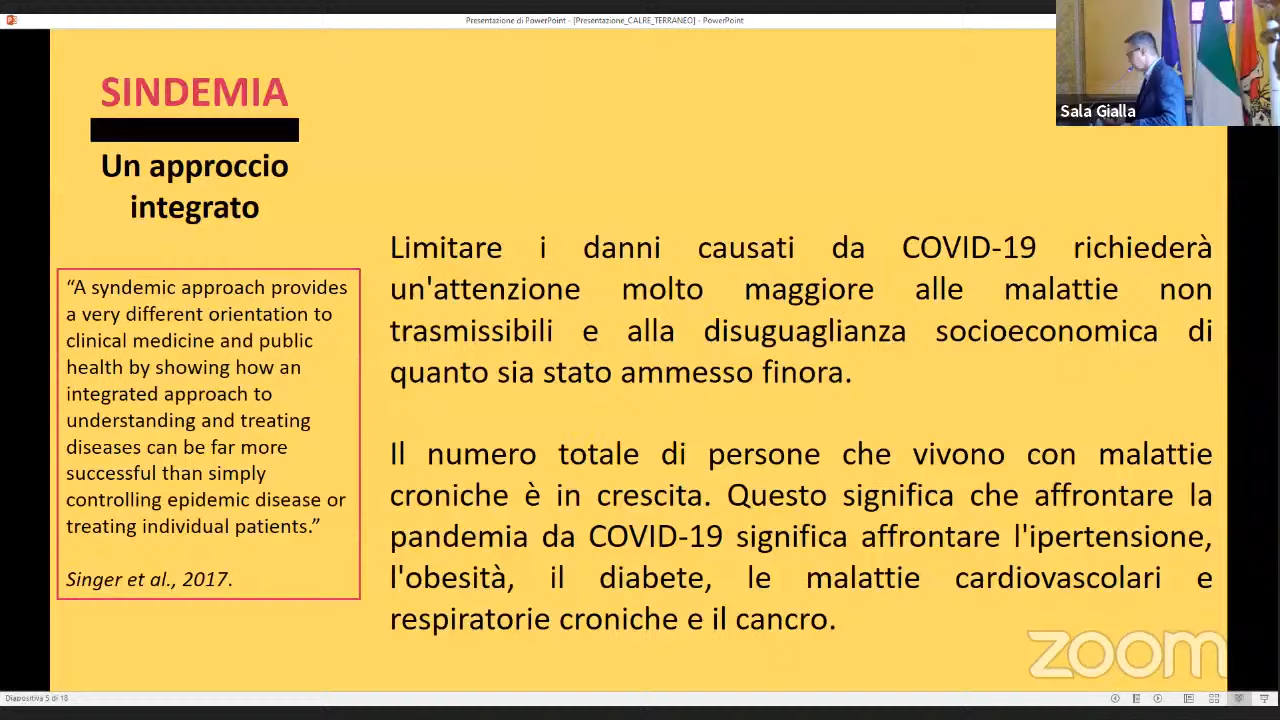 Presentazione di PowerPoint - [Presentazione_CALRE_TERRANEO] - PowerPoint
Sala Gialla
SINDEMIA
Un approccio
integrato
“A syndemic approach provides
a very different orientation to
clinical medicine and public
health by showing how an
integrated approach to
understanding and treating
diseases can be far more
successful than simply
controlling epidemic disease or
treating individual patients.”
Singer et al., 2017.
Limitare i danni causati da COVID-19 richiederà
un'attenzione molto maggiore alle malattie non
trasmissibili e alla disuguaglianza socioeconomica di
quanto sia stato ammesso finora.
Il numero totale di persone che vivono con malattie
croniche è in crescita. Questo significa che affrontare la
pandemia da COVID-19 significa affrontare l'ipertensione,
l'obesità, il diabete, le malattie cardiovascolari e
respiratorie croniche e il cancro.
zoom
Diapositiva 5 di 18